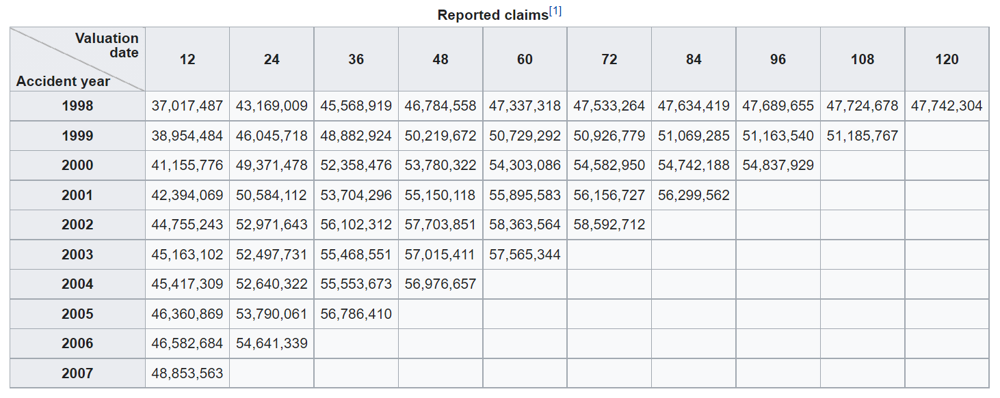 Reported claims[1]
Valuation date
Accident year
12 24 36 48 60 72 84 96 108 120
1998 37,017,487 43,169,009 45,568,919 46,784,558 47,337,318 47,533,264 47,634,419 47,689,655 47,724,678 47,742,304
1999 38,954,484 46,045,718 48,882,924 50,219,672 50,729,292 50,926,779 51,069,285 51,163,540 51,185,767
2000 41,155,776 49,371,478 52,358,476 53,780,322 54,303,086 54,582,950 54,742,188 54,837,929
2001 42,394,069 50,584,112 53,704,296 55,150,118 55,895,583 56,156,727 56,299,562
2002 44,755,243 52,971,643 56,102,312 57,703,851 58,363,564 58,592,712
2003 45,163,102 52,497,731 55,468,551 57,015,411 57,565,344
2004 45,417,309 52,640,322 55,553,673 56,976,657
2005 46,360,869 53,790,061 56,786,410
2006 46,582,684 54,641,339
2007 48,853,563